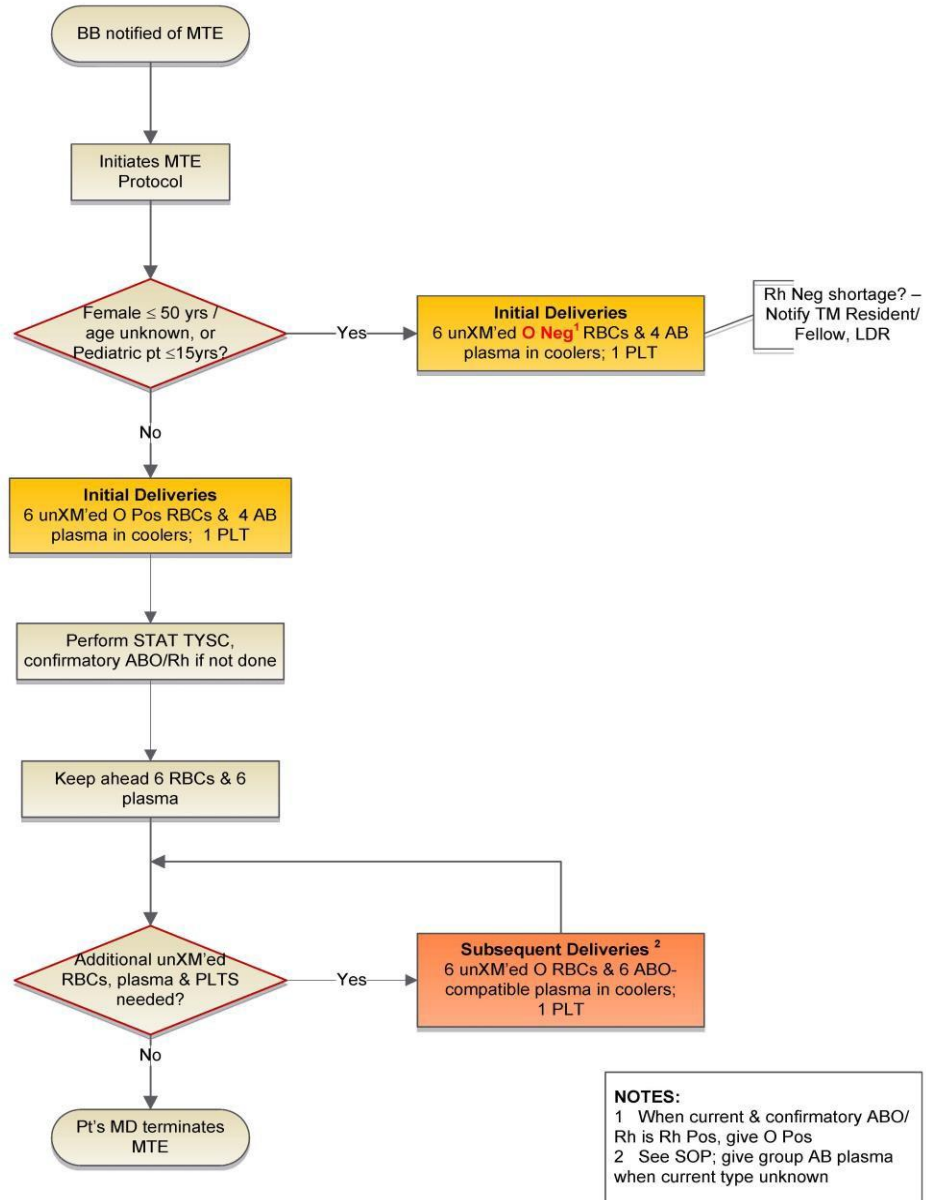 BB notified of MTE
Initiates MTE
Protocol
Female ≤ 50 yrs /
age unknown, or
Pediatric pt ≤15yrs?
Yes
Initial Deliveries
6 unXM'ed O Neg¹ RBCs & 4 AB
plasma in coolers; 1 PLT
Rh Neg shortage? –
Notify TM Resident/
Fellow, LDR
No
Initial Deliveries
6 unXM'ed O Pos RBCs & 4 AB
plasma in coolers; 1 PLT
Perform STAT TYSC,
confirmatory ABO/Rh if not done
Keep ahead 6 RBCs & 6
plasma
Additional unXM'ed
RBCs, plasma & PLTS
needed?
Yes
Subsequent Deliveries ²
6 unXM'ed O RBCs & 6 ABO-
compatible plasma in coolers;
1 PLT
No
Pt's MD terminates
MTE
NOTES:
1 When current & confirmatory ABO/
Rh is Rh Pos, give O Pos
2 See SOP; give group AB plasma
when current type unknown